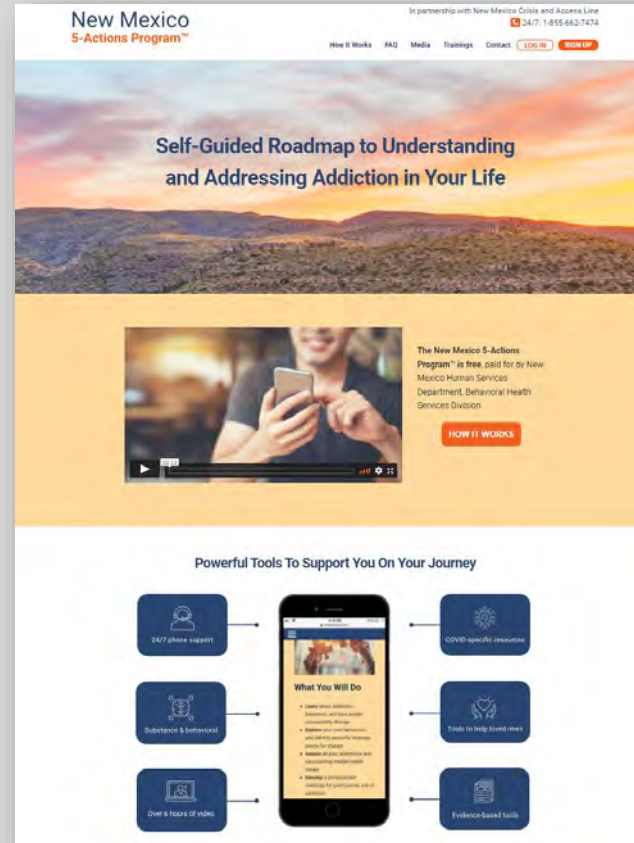 New Mexico
5-Actions Program™
In partnership with New Mexico Crisis and Access Line
24/7: 1-855-662-7474
How It Works FAQ Media Trainings Contact LOG IN SIGN UP
Self-Guided Roadmap to Understanding
and Addressing Addiction in Your Life
The New Mexico 5-Actions
Program™ is free, paid for by New
Mexico Human Services
Department, Behavioral Health
Services Division
HOW IT WORKS
Powerful Tools To Support You On Your Journey
24/7 phone support
COVID-specific resources
What You Will Do
Learn about addiction,
Substance & behavioral
Tools to help loved ones
Over 6 hours of video
Evidence-based tools